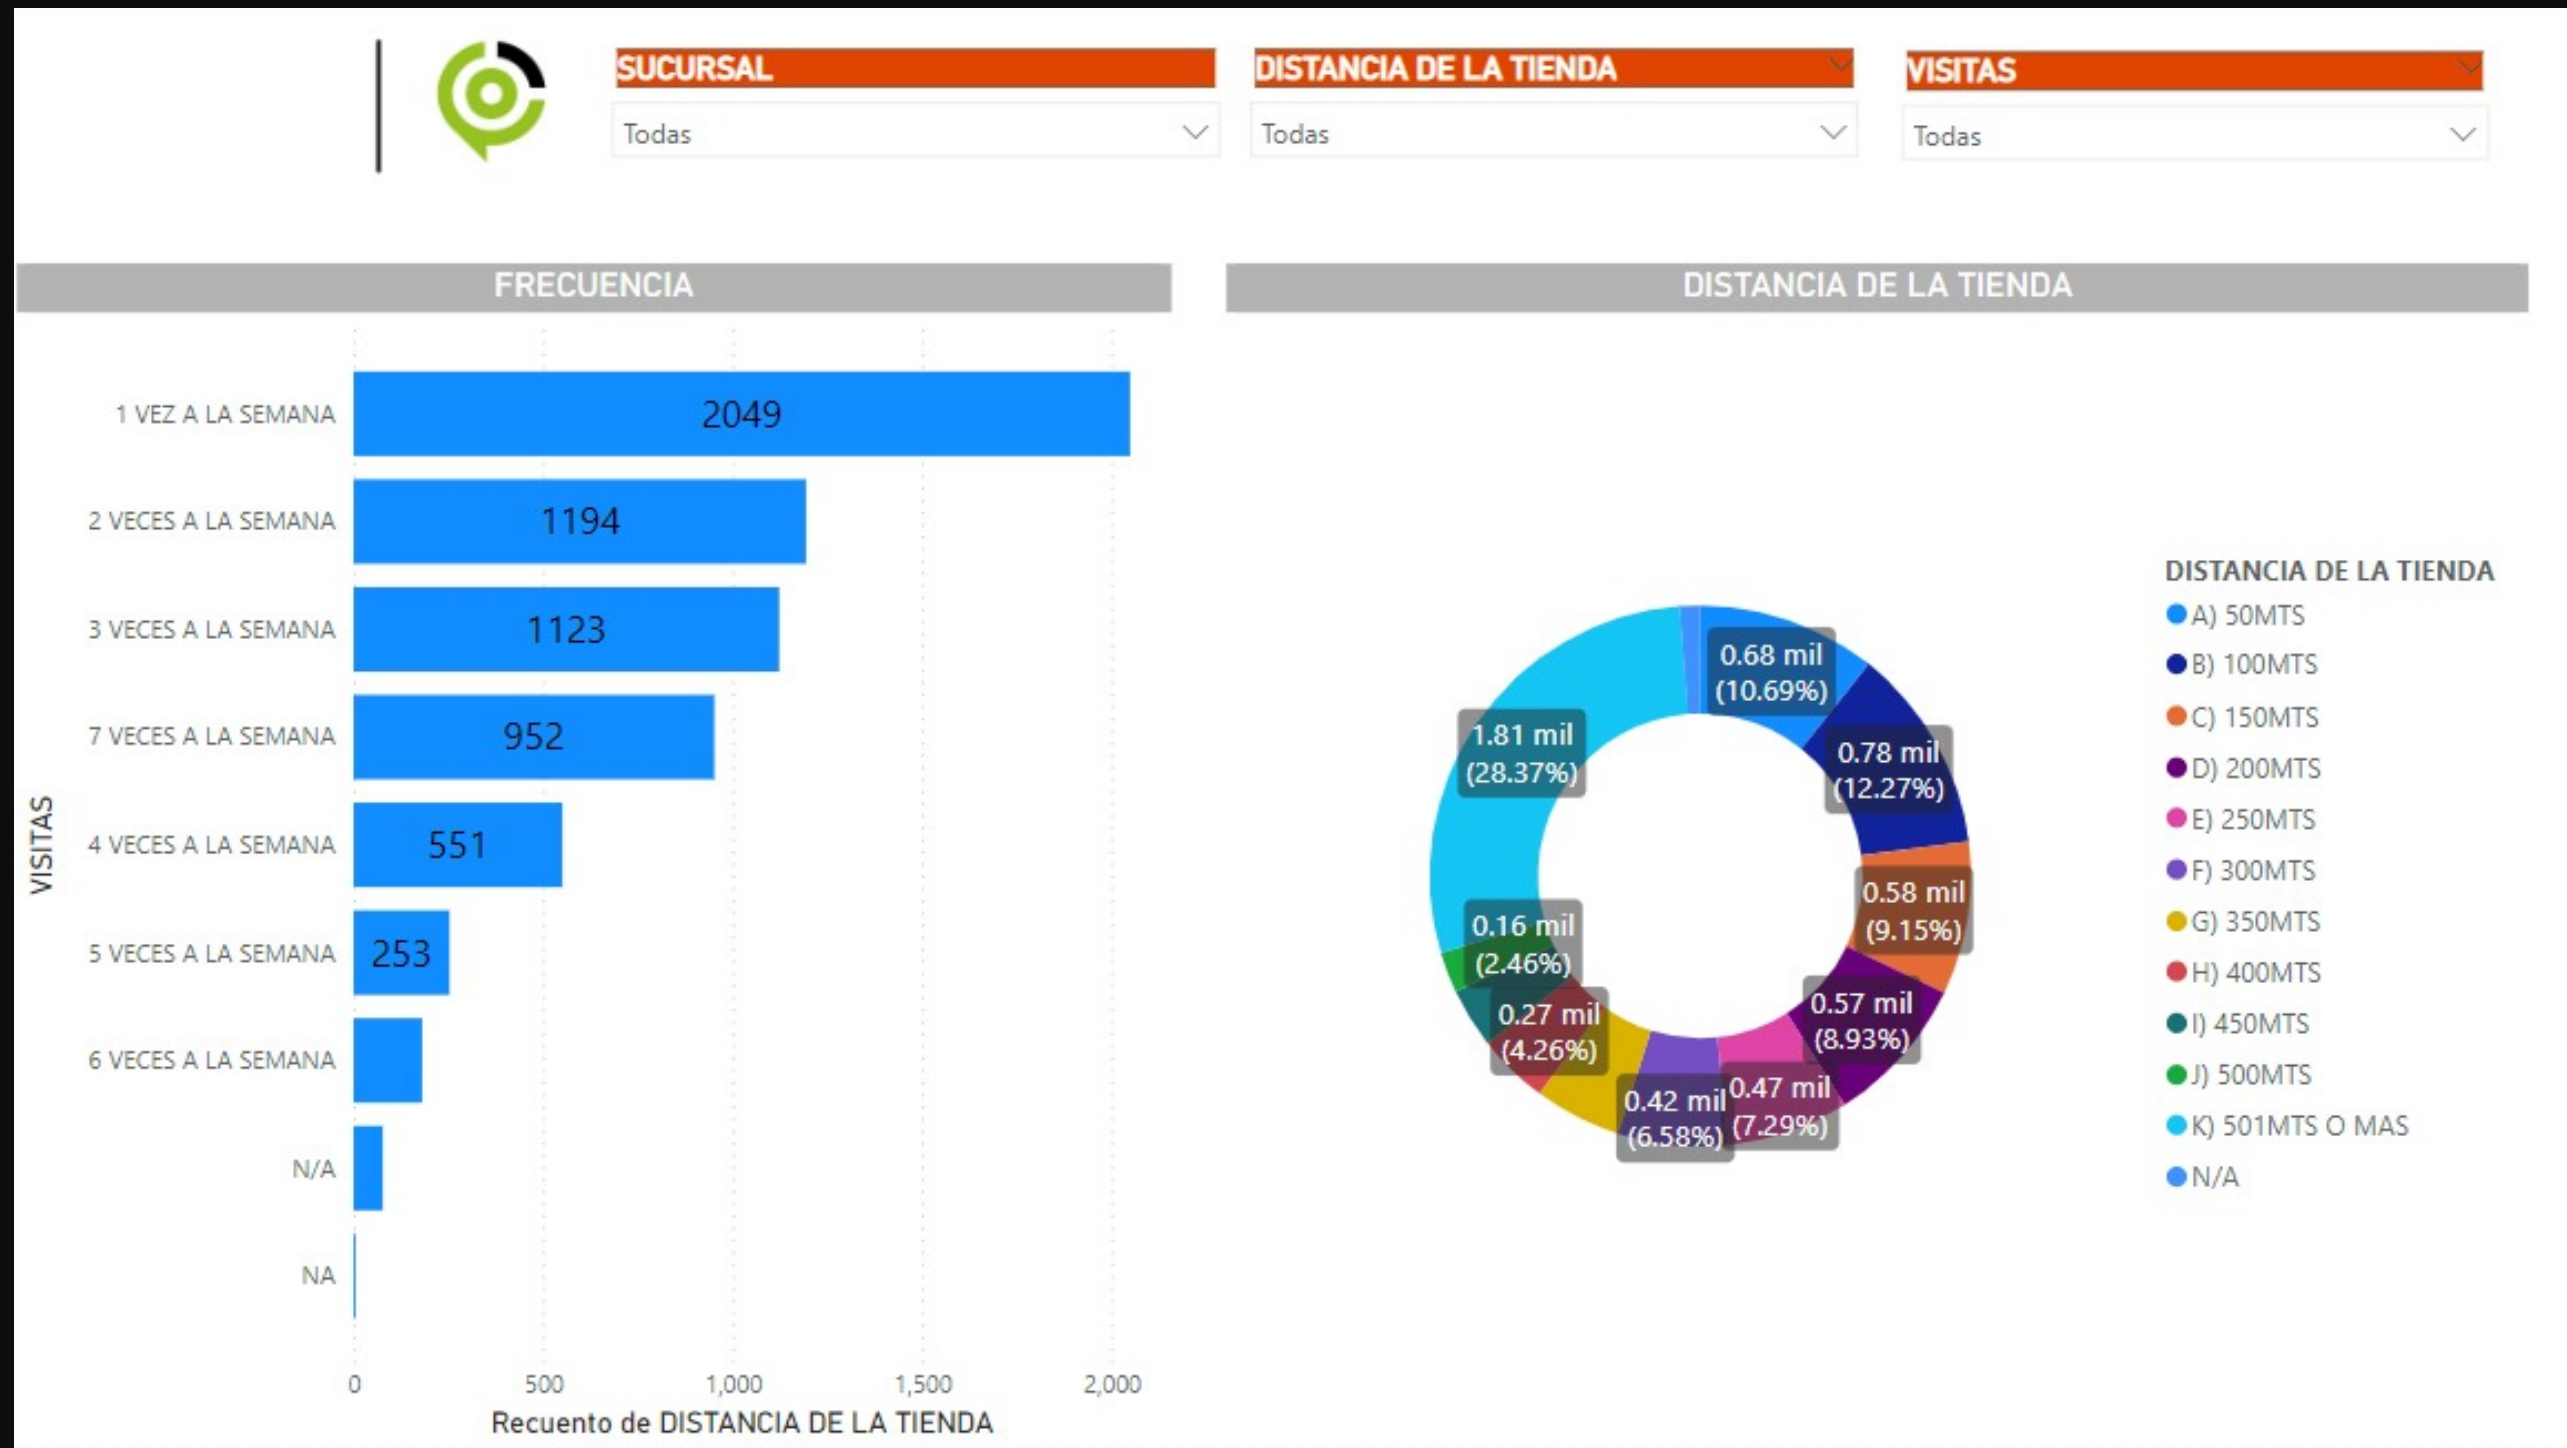 SUCURSAL
DISTANCIA DE LA TIENDA
VISITAS
Todas
Todas
Todas
FRECUENCIA
DISTANCIA DE LA TIENDA
VISITAS
1 VEZ A LA SEMANA
2049
2 VECES A LA SEMANA
1194
3 VECES A LA SEMANA
1123
7 VECES A LA SEMANA
952
4 VECES A LA SEMANA
551
5 VECES A LA SEMANA
253
6 VECES A LA SEMANA
N/A
NA
0
500
1,000
1,500
2,000
Recuento de DISTANCIA DE LA TIENDA
0.68 mil
(10.69%)
0.78 mil
(12.27%)
0.58 mil
(9.15%)
0.57 mil
(8.93%)
0.47 mil
(7.29%)
0.42 mil
(6.58%)
0.27 mil
(4.26%)
0.16 mil
(2.46%)
1.81 mil
(28.37%)
DISTANCIA DE LA TIENDA
A) 50MTS
B) 100MTS
C) 150MTS
D) 200MTS
E) 250MTS
F) 300MTS
G) 350MTS
H) 400MTS
I) 450MTS
J) 500MTS
K) 501MTS O MAS
N/A